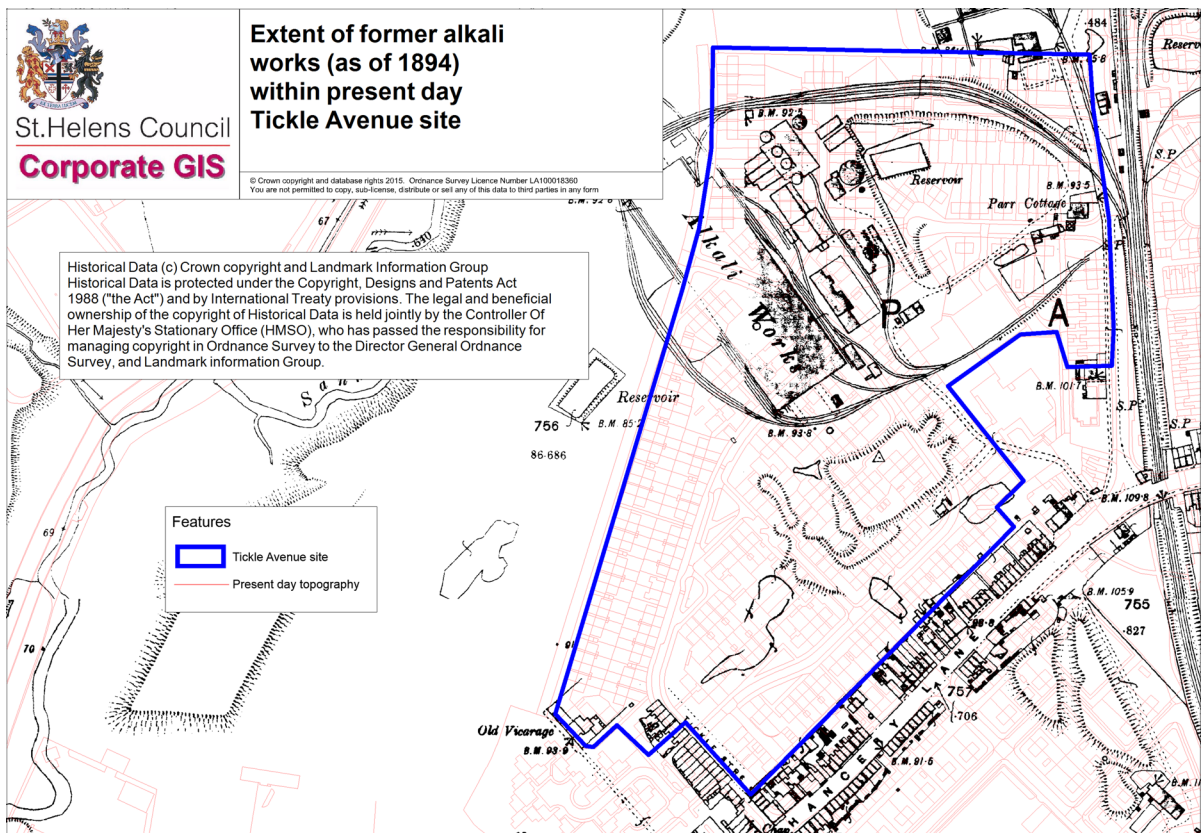 Extent of former alkali
works (as of 1894)
within present day
Tickle Avenue site
St.Helens Council
Corporate GIS
© Crown copyright and database rights 2015. Ordnance Survey Licence Number LA100018360
You are not permitted to copy, sub-license, distribute or sell any of this data to third parties in any form
Historical Data (c) Crown copyright and Landmark Information Group
Historical Data is protected under the Copyright, Designs and Patents Act
1988 ("the Act") and by International Treaty provisions. The legal and beneficial
ownership of the copyright of Historical Data is held jointly by the Controller Of
Her Majesty's Stationary Office (HMSO), who has passed the responsibility for
managing copyright in Ordnance Survey to the Director General Ordnance
Survey, and Landmark information Group.
Features
Tickle Avenue site
Present day topography
484
B.M. 92·5
Reservoir
S.P.
B.M. 93·5
Parr Cottage
67
640
Alkali
Works
P
A
B.M. 101·7
S.P.
S.P.
Reservoir
756
B.M. 85·2
B.M. 93·8
86·686
B.M. 109·8
69
B.M. 105·9
755
·827
70
91
98·8
757
·706
Old Vicarage
B.M. 93·9
B.M. 91·5
HANCERY LANE
Chap.